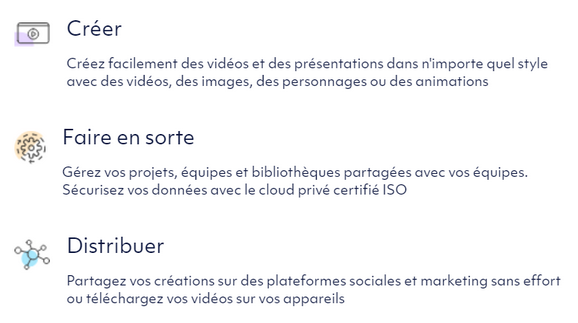 Créer
Créez facilement des vidéos et des présentations dans n'importe quel style
avec des vidéos, des images, des personnages ou des animations
Faire en sorte
Gérez vos projets, équipes et bibliothèques partagées avec vos équipes.
Sécurisez vos données avec le cloud privé certifié ISO
Distribuer
Partagez vos créations sur des plateformes sociales et marketing sans effort
ou téléchargez vos vidéos sur vos appareils